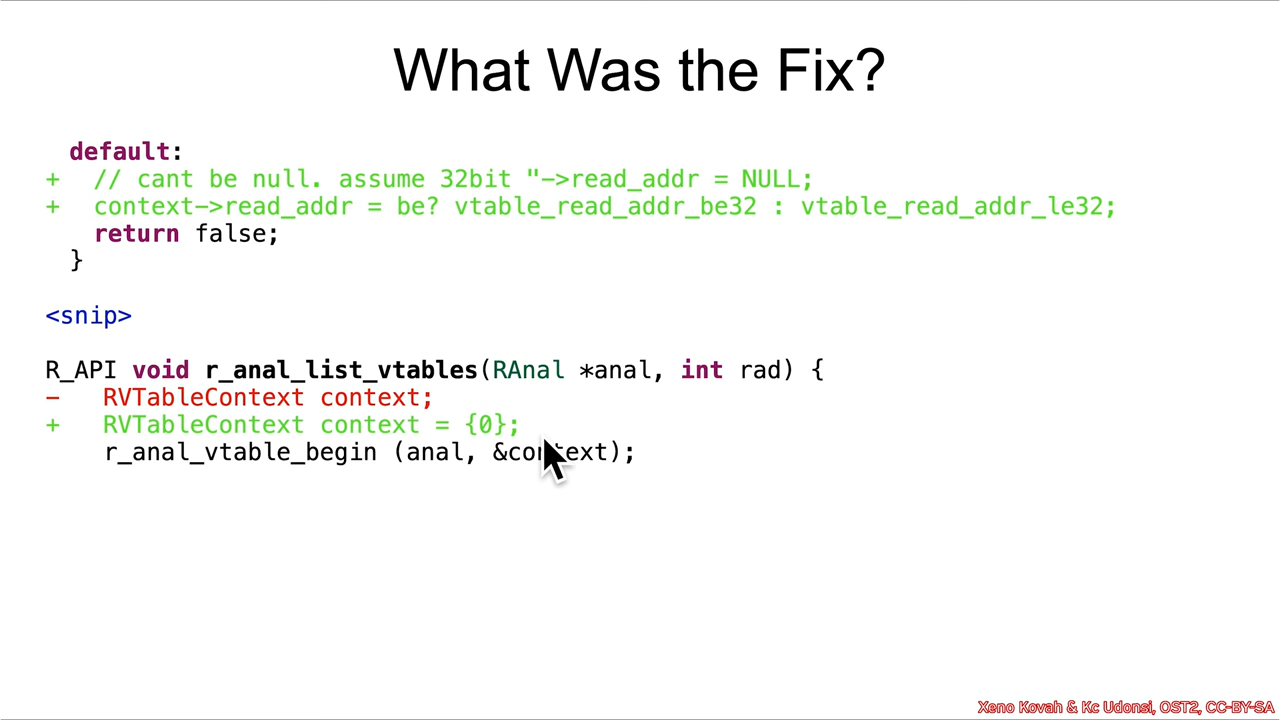 What Was the Fix?
default:
+ // cant be null. assume 32bit "->read_addr = NULL;
+ context->read_addr = be? vtable_read_addr_be32 : vtable_read_addr_le32;
return false;
}
<snip>
R_API void r_anal_list_vtables(RAnal *anal, int rad) {
- RVTableContext context;
+ RVTableContext context = {0};
r_anal_vtable_begin (anal, &context);
Xeno Kovah & Kc Udonsi, OST2, CC-BY-SA